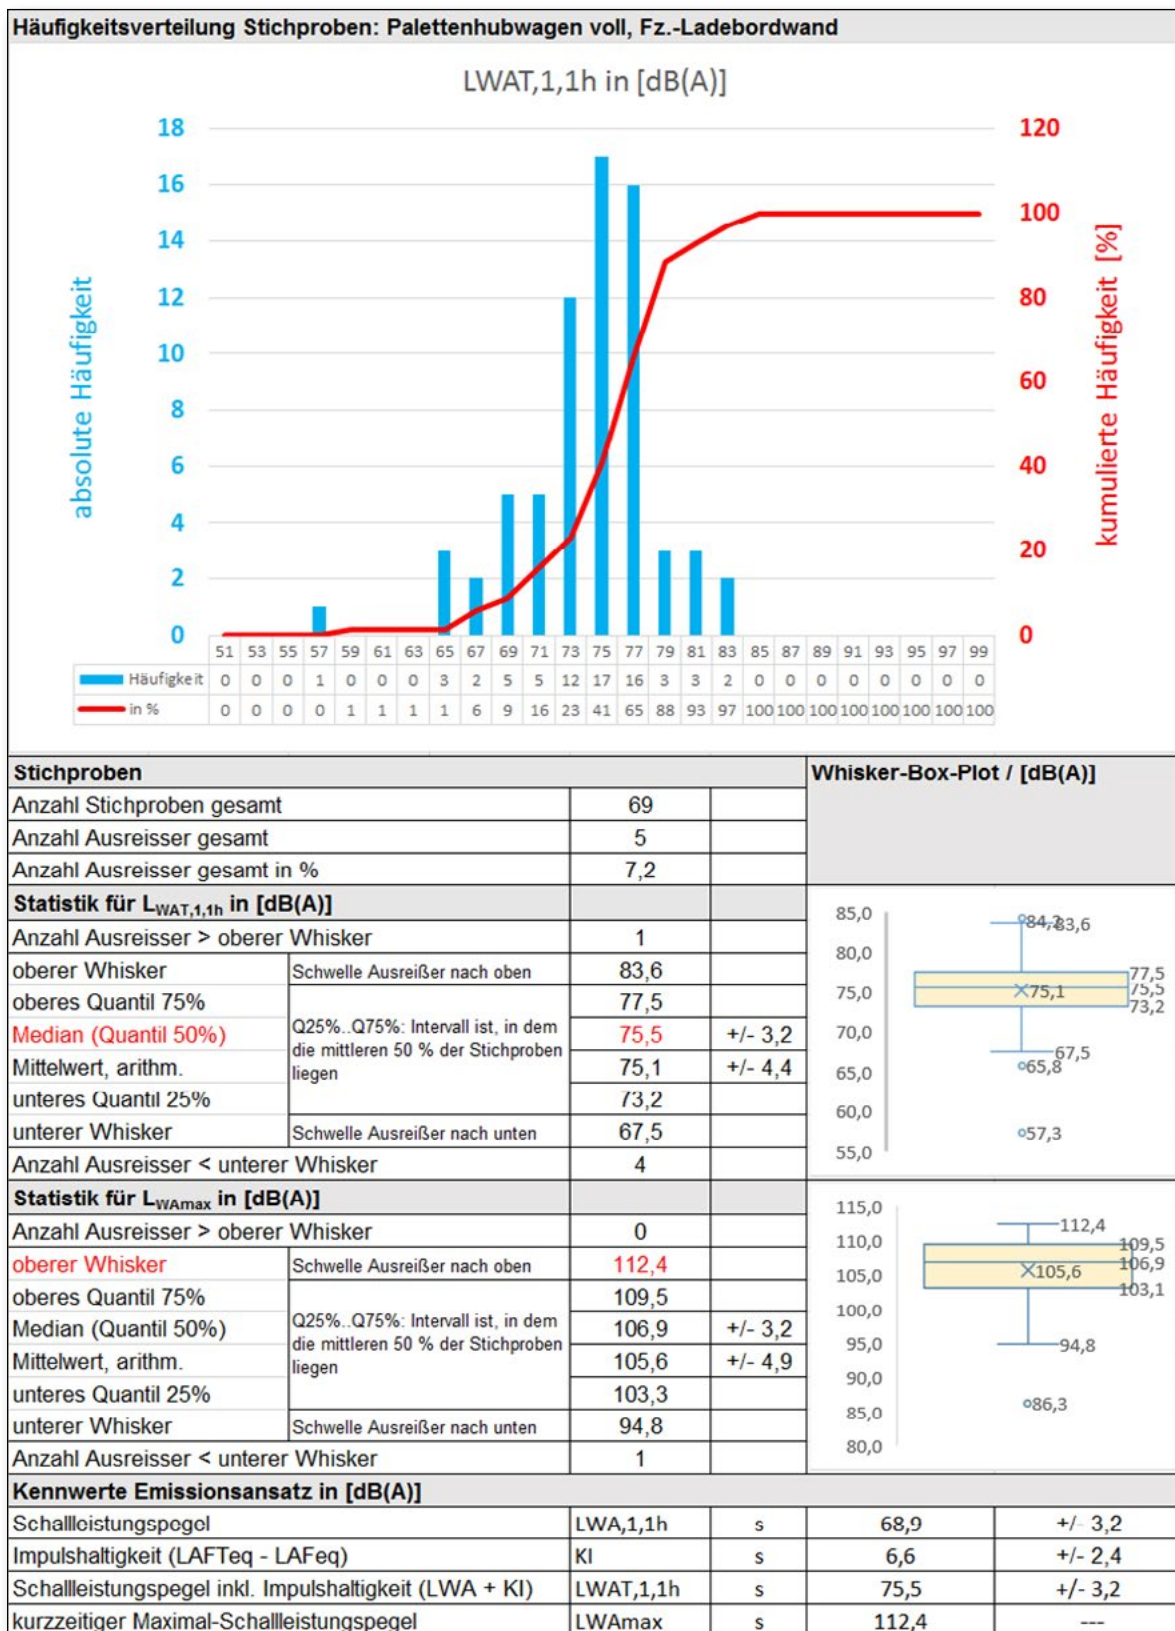 Häufigkeitsverteilung Stichproben: Palettenhubwagen voll, Fz.-Ladebordwand
LWAT,1,1h in [dB(A)]
absolute Häufigkeit
18
16
14
12
10
8
6
4
2
0
120
100
80
60
40
20
0
kumulierte Häufigkeit [%]
51 53 55 57 59 61 63 65 67 69 71 73 75 77 79 81 83 85 87 89 91 93 95 97 99
Häufigkeit 0 0 0 1 0 0 0 3 2 5 5 12 17 16 3 3 2 0 0 0 0 0 0 0 0
in % 0 0 0 0 1 1 1 1 6 9 16 23 41 65 88 93 97 100 100 100 100 100 100 100 100
Stichproben Whisker-Box-Plot / [dB(A)]
Anzahl Stichproben gesamt 69
Anzahl Ausreisser gesamt 5
Anzahl Ausreisser gesamt in % 7,2
Statistik für LWAT,1,1h in [dB(A)]
Anzahl Ausreisser > oberer Whisker 1
oberer Whisker Schwelle Ausreißer nach oben 83,6
oberes Quantil 75% 77,5
Median (Quantil 50%) 75,5 +/- 3,2
Q25%..Q75%: Intervall ist, in dem
die mittleren 50 % der Stichproben
liegen
Mittelwert, arithm. 75,1 +/- 4,4
unteres Quantil 25% 73,2
unterer Whisker Schwelle Ausreißer nach unten 67,5
Anzahl Ausreisser < unterer Whisker 4
85,0
80,0
75,0
70,0
65,0
60,0
55,0
84,2
83,6
77,5
75,5
75,1
73,2
67,5
65,8
57,3
Statistik für LWAmax in [dB(A)]
Anzahl Ausreisser > oberer Whisker 0
oberer Whisker Schwelle Ausreißer nach oben 112,4
oberes Quantil 75% 109,5
Median (Quantil 50%) 106,9 +/- 3,2
Q25%..Q75%: Intervall ist, in dem
die mittleren 50 % der Stichproben
liegen
Mittelwert, arithm. 105,6 +/- 4,9
unteres Quantil 25% 103,3
unterer Whisker Schwelle Ausreißer nach unten 94,8
Anzahl Ausreisser < unterer Whisker 1
115,0
110,0
105,0
100,0
95,0
90,0
85,0
80,0
112,4
109,5
106,9
105,6
103,1
94,8
86,3
Kennwerte Emissionsansatz in [dB(A)]
Schallleistungspegel LWA,1,1h s 68,9 +/- 3,2
Impulshaltigkeit (LAFTeq - LAFeq) KI s 6,6 +/- 2,4
Schallleistungspegel inkl. Impulshaltigkeit (LWA + KI) LWAT,1,1h s 75,5 +/- 3,2
kurzzeitiger Maximal-Schallleistungspegel LWAmax s 112,4 ---